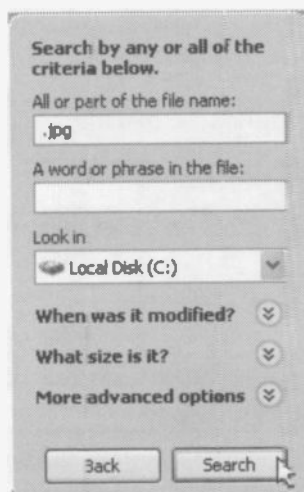 Search by any or all of the
criteria below.
All or part of the file name:
.jpg
A word or phrase in the file:
Look in
Local Disk (C:)
When was it modified?
What size is it?
More advanced options
Back
Search